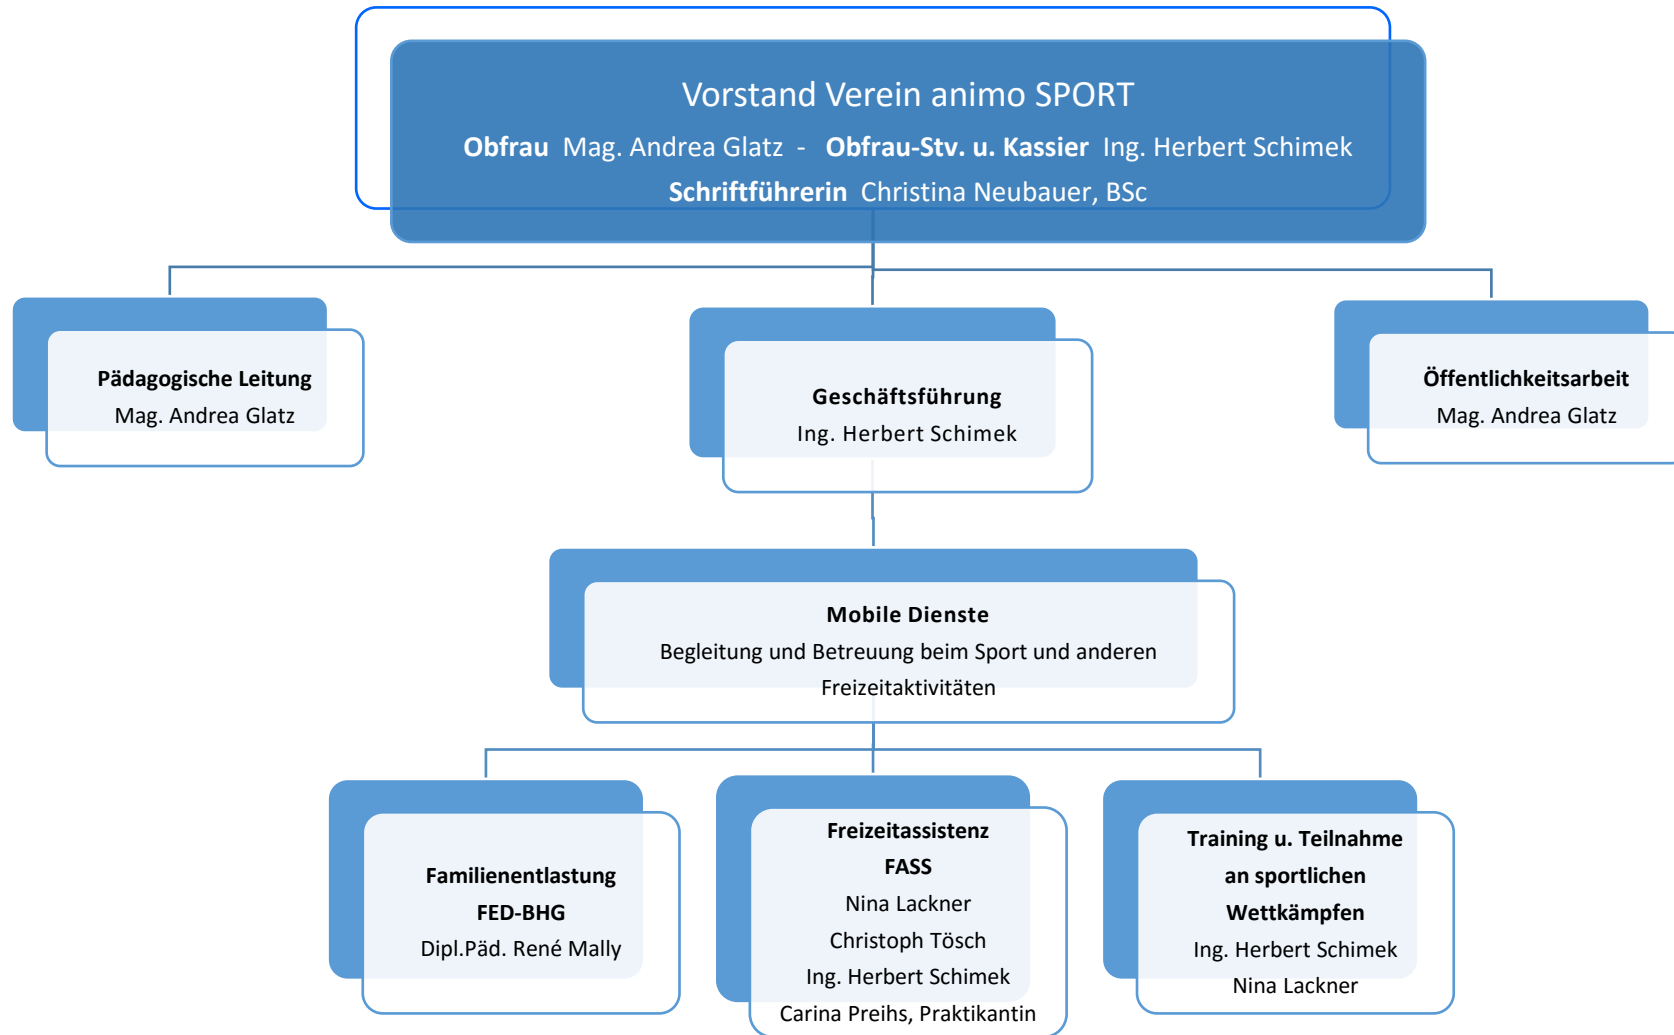 Vorstand Verein animo SPORT
Obfrau Mag. Andrea Glatz - Obfrau-Stv. u. Kassier Ing. Herbert Schimek
Schriftführerin Christina Neubauer, BSc
Pädagogische Leitung
Mag. Andrea Glatz
Geschäftsführung
Ing. Herbert Schimek
Öffentlichkeitsarbeit
Mag. Andrea Glatz
Mobile Dienste
Begleitung und Betreuung beim Sport und anderen
Freizeitaktivitäten
Familienentlastung
FED-BHG
Dipl.Päd. René Mally
Freizeitassistenz
FASS
Nina Lackner
Christoph Tösch
Ing. Herbert Schimek
Carina Preihs, Praktikantin
Training u. Teilnahme
an sportlichen
Wettkämpfen
Ing. Herbert Schimek
Nina Lackner